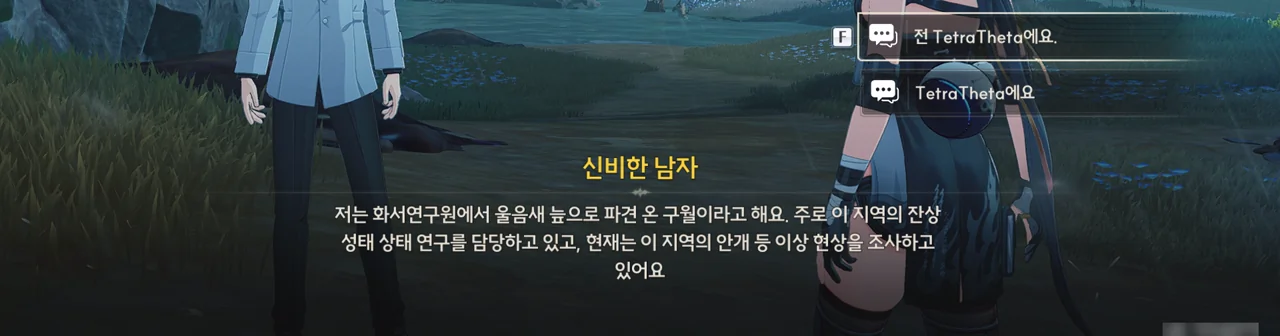 F 전 TetraTheta에요.
TetraTheta에요
신비한 남자
저는 화서연구원에서 울음새 늪으로 파견 온 구월이라고 해요. 주로 이 지역의 잔상
성태 상태 연구를 담당하고 있고, 현재는 이 지역의 안개 등 이상 현상을 조사하고
있어요